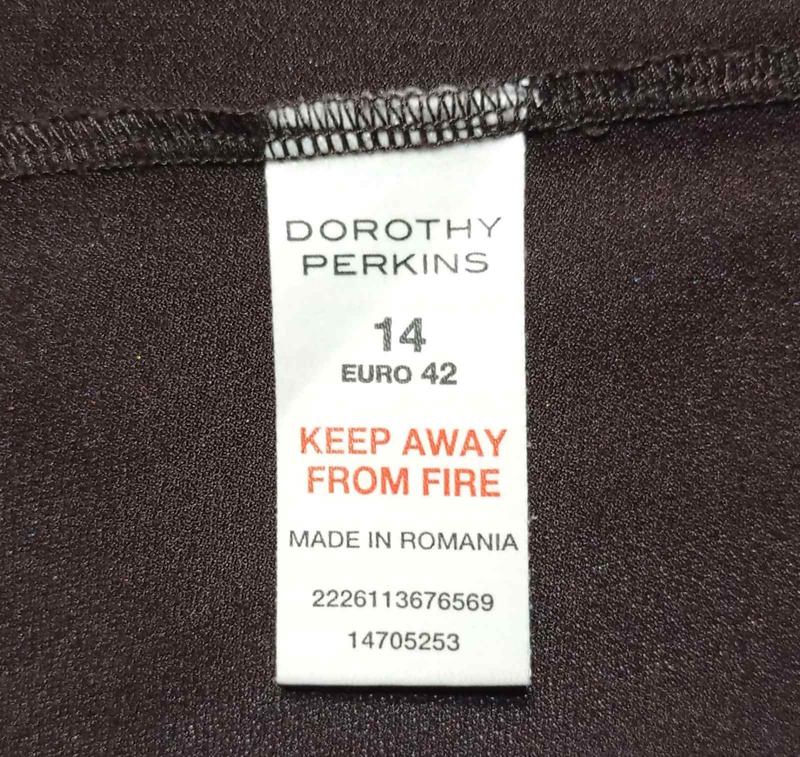 DOROTHY
PERKINS
14
EURO 42
KEEP AWAY
FROM FIRE
MADE IN ROMANIA
2226113676569
14705253